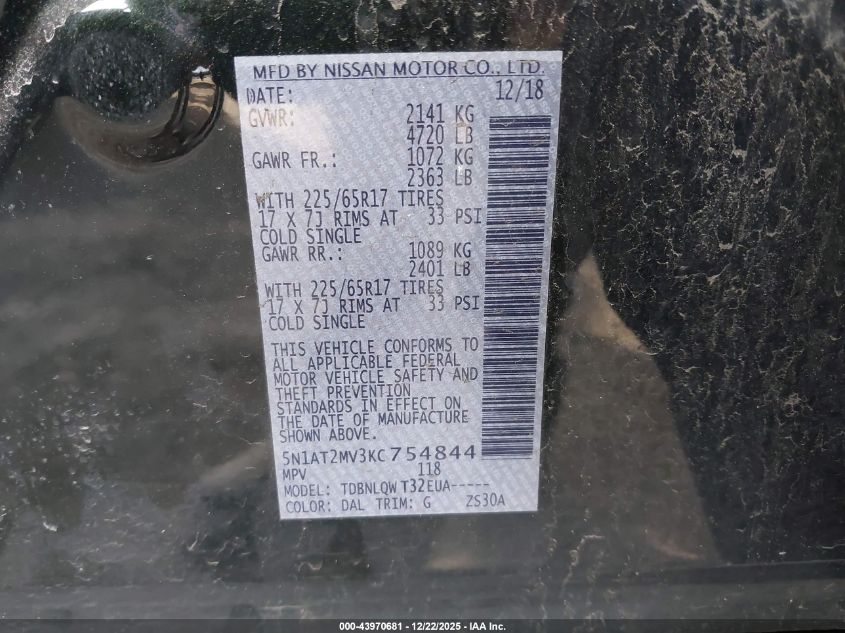 MFD BY NISSAN MOTOR CO., LTD.
DATE: 12/18
GVWR: 2141 KG
4720 LB
GAWR FR.: 1072 KG
2363 LB
WITH 225/65R17 TIRES
17 X 7J RIMS AT 33 PSI
COLD SINGLE
GAWR RR.: 1089 KG
2401 LB
WITH 225/65R17 TIRES
17 X 7J RIMS AT 33 PSI
COLD SINGLE
THIS VEHICLE CONFORMS TO
ALL APPLICABLE FEDERAL
MOTOR VEHICLE SAFETY AND
THEFT PREVENTION
STANDARDS IN EFFECT ON
THE DATE OF MANUFACTURE
SHOWN ABOVE.
5N1AT2MV3KC754844
MPV 118
MODEL: TDBNLQW T32EUA-----
COLOR: DAL TRIM: G ZS30A
000-43970681 - 12/22/2025 - IAA Inc.